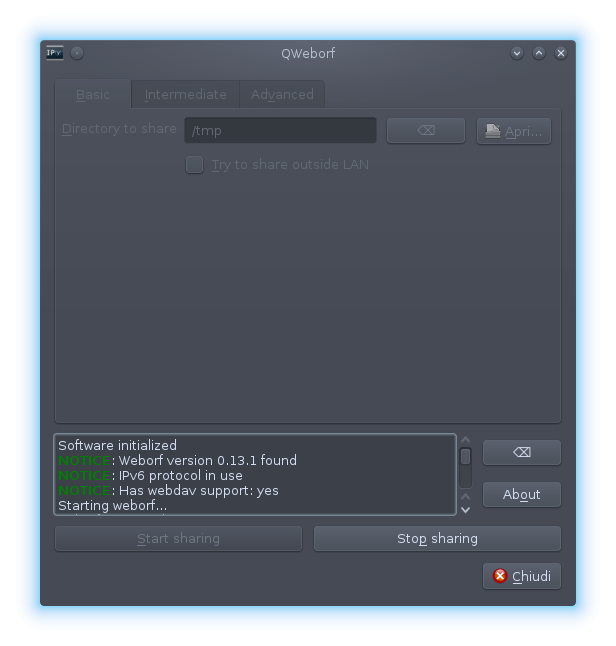 IPy QWeborf
Basic Intermediate Advanced
Directory to share /tmp ⌫ Apri...
Try to share outside LAN
Software initialized
NOTICE: Weborf version 0.13.1 found
NOTICE: IPv6 protocol in use
NOTICE: Has webdav support: yes
Starting weborf...
⌫
About
Start sharing Stop sharing
Chiudi